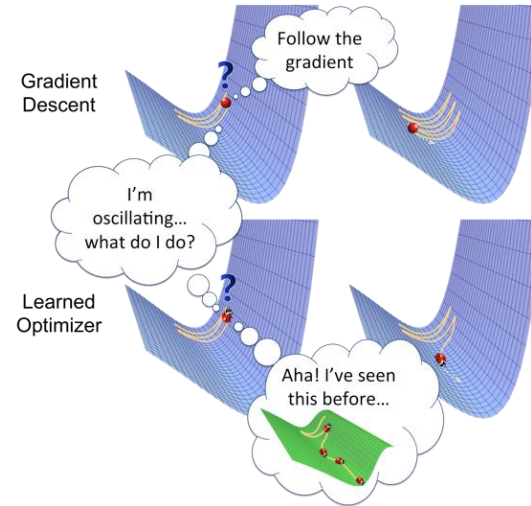 Follow the
gradient
?
Gradient
Descent
I'm
oscillating...
what do I do?
?
Learned
Optimizer
Aha! I've seen
this before...